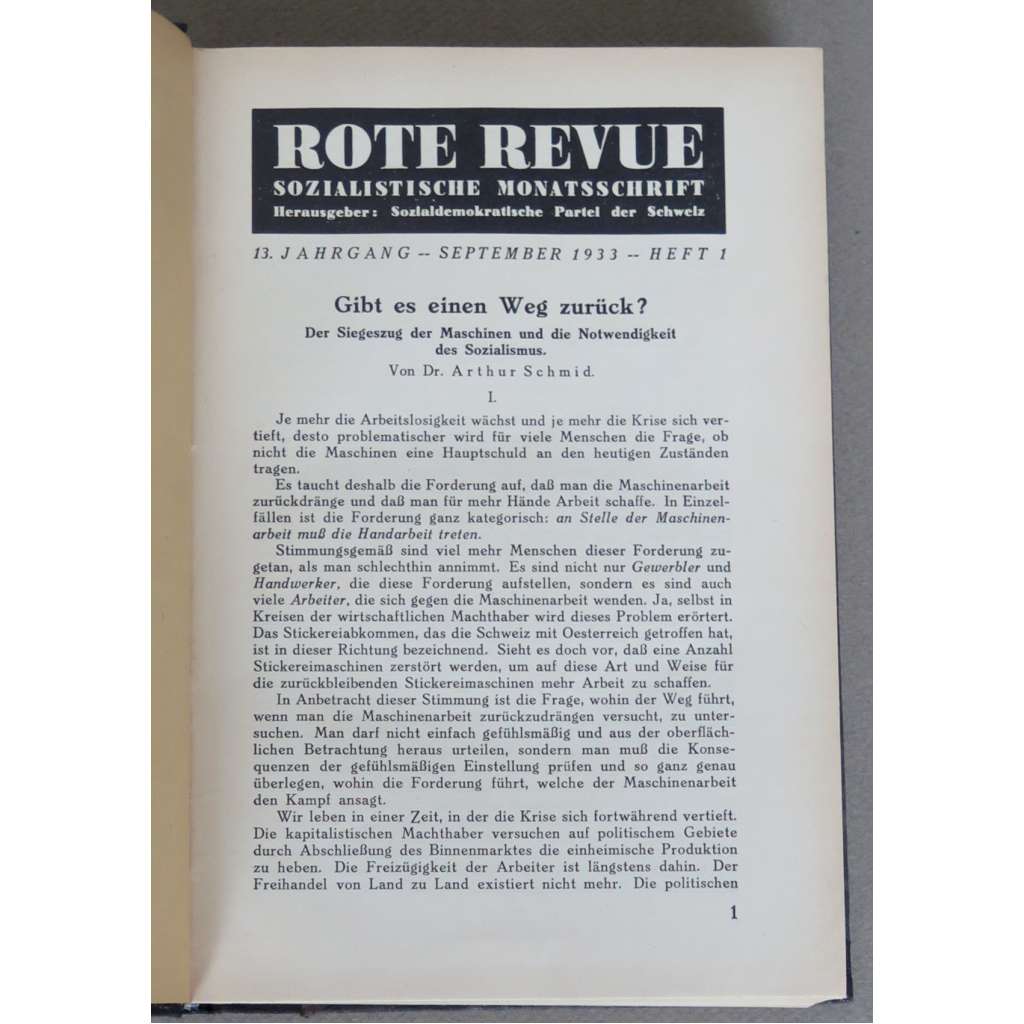 ROTE REVUE
SOZIALISTISCHE MONATSSCHRIFT
Herausgeber: Sozialdemokratische Partei der Schweiz
13. JAHRGANG -- SEPTEMBER 1933 -- HEFT 1
Gibt es einen Weg zurück?
Der Siegeszug der Maschinen und die Notwendigkeit
des Sozialismus.
Von Dr. Arthur Schmid.
I.
Je mehr die Arbeitslosigkeit wächst und je mehr die Krise sich ver-
tieft, desto problematischer wird für viele Menschen die Frage, ob
nicht die Maschinen eine Hauptschuld an den heutigen Zuständen
tragen.
Es taucht deshalb die Forderung auf, daß man die Maschinenarbeit
zurückdränge und daß man für mehr Hände Arbeit schaffe. In Einzel-
fällen ist die Forderung ganz kategorisch: an Stelle der Maschinen-
arbeit muß die Handarbeit treten.
Stimmungsgemäß sind viel mehr Menschen dieser Forderung zu-
getan, als man schlechthin annimmt. Es sind nicht nur Gewerbler und
Handwerker, die diese Forderung aufstellen, sondern es sind auch
viele Arbeiter, die sich gegen die Maschinenarbeit wenden. Ja, selbst in
Kreisen der wirtschaftlichen Machthaber wird dieses Problem erörtert.
Das Stickereiabkommen, das die Schweiz mit Oesterreich getroffen hat,
ist in dieser Richtung bezeichnend. Sieht es doch vor, daß eine Anzahl
Stickereimaschinen zerstört werden, um auf diese Art und Weise für
die zurückbleibenden Stickereimaschinen mehr Arbeit zu schaffen.
In Anbetracht dieser Stimmung ist die Frage, wohin der Weg führt,
wenn man die Maschinenarbeit zurückzudrängen versucht, zu unter-
suchen. Man darf nicht einfach gefühlsmäßig und aus der oberfläch-
lichen Betrachtung heraus urteilen, sondern man muß die Konse-
quenzen der gefühlsmäßigen Einstellung prüfen und so ganz genau
überlegen, wohin die Forderung führt, welche der Maschinenarbeit
den Kampf ansagt.
Wir leben in einer Zeit, in der die Krise sich fortwährend vertieft.
Die kapitalistischen Machthaber versuchen auf politischem Gebiete
durch Abschließung des Binnenmarktes die einheimische Produktion
zu heben. Die Freizügigkeit der Arbeiter ist längstens dahin. Der
Freihandel von Land zu Land existiert nicht mehr. Die politischen
1